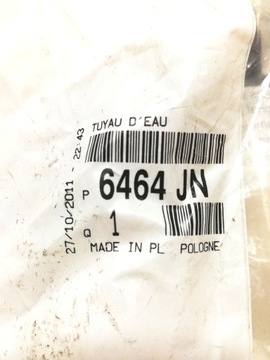 TUYAU D'EAU
P 6464 JN
Q 1
MADE IN PL POLOGNE
27/10/2011 - 22:43